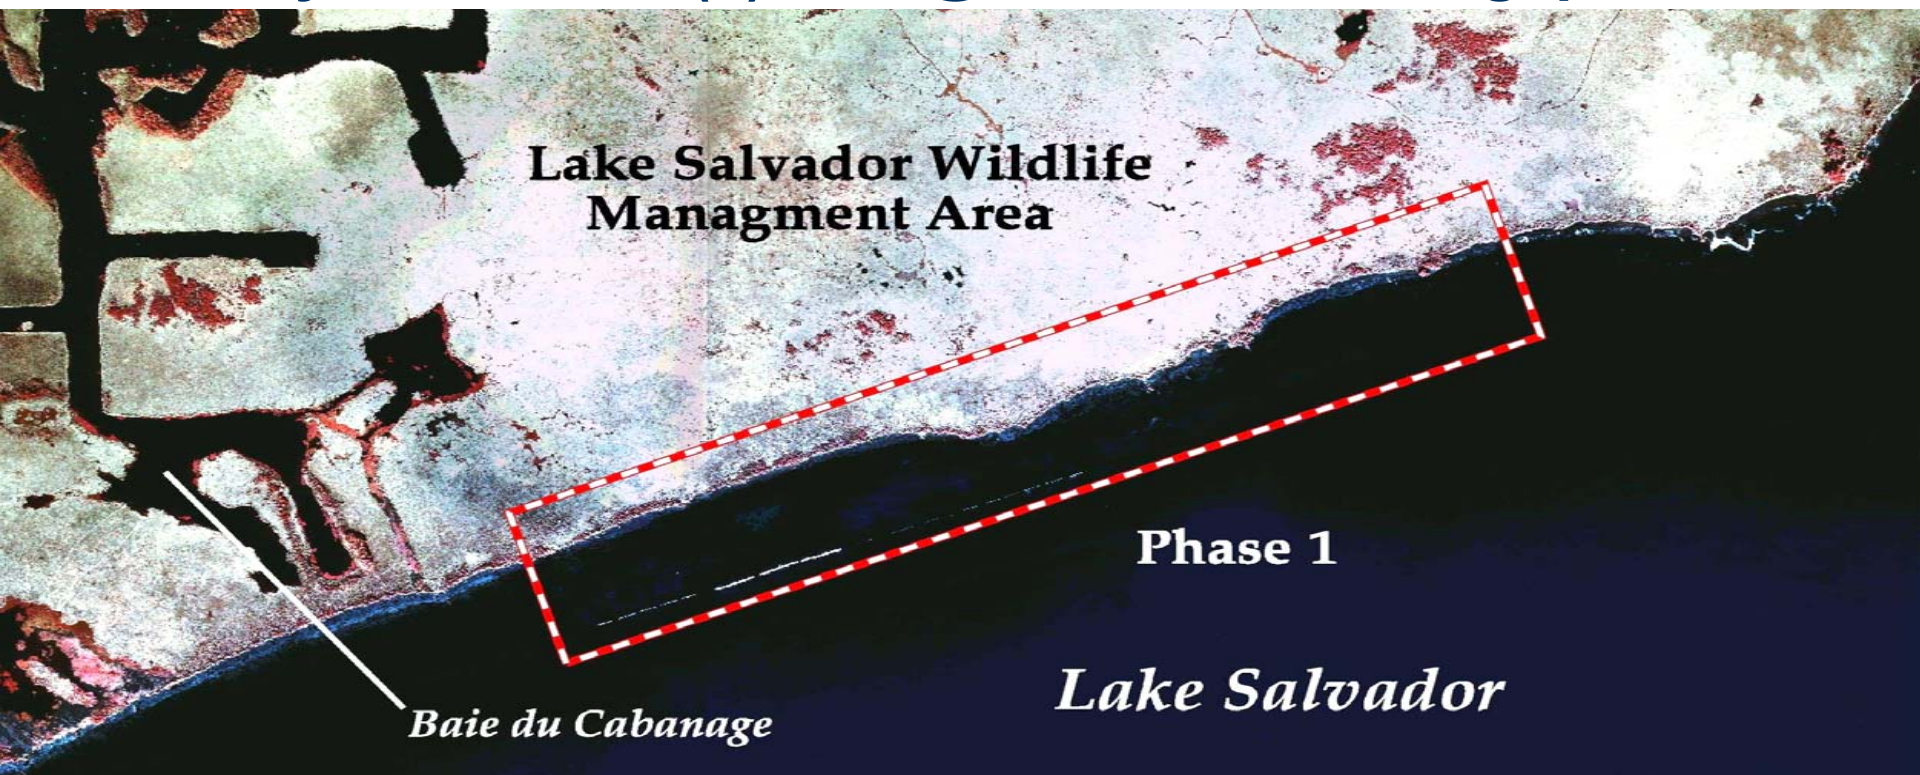 Lake Salvador Wildlife
Managment Area
Phase 1
Lake Salvador
Baie du Cabanage